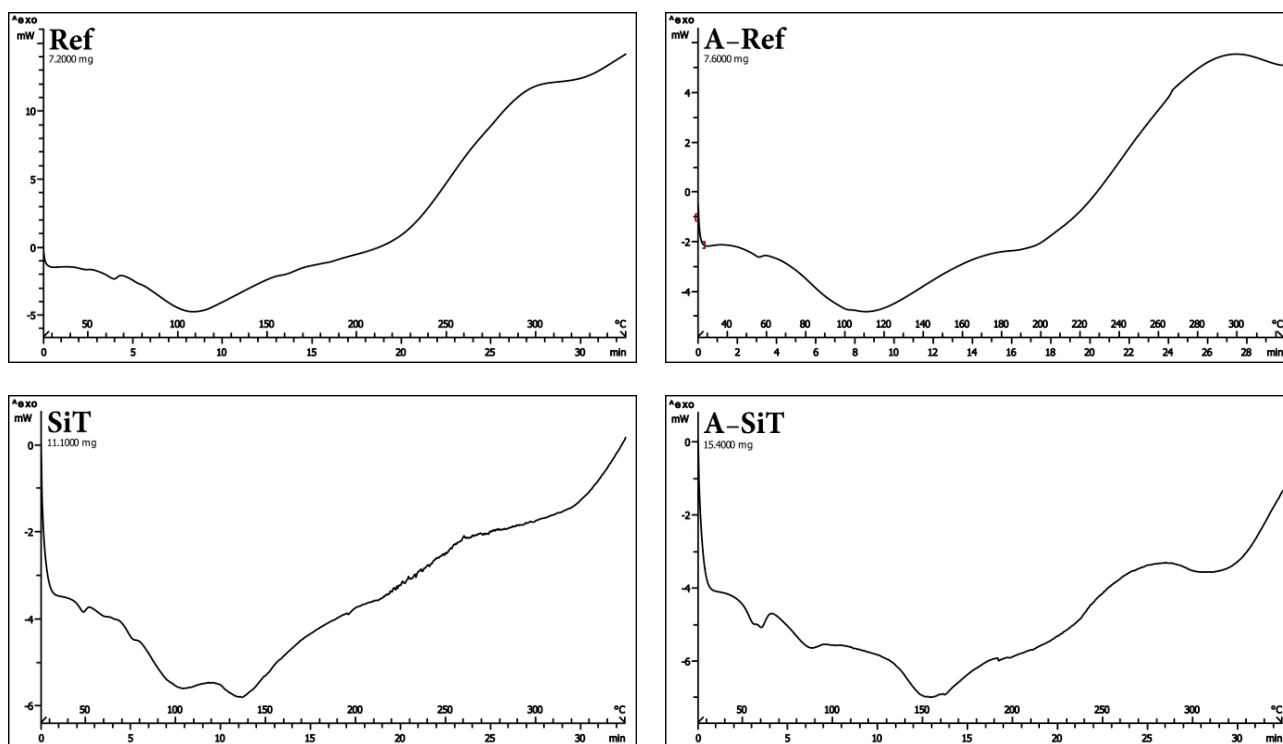 ^exo
mW
Ref
7.2000 mg
10
5
0
-5
50 100 150 200 250 300 °C
0 5 10 15 20 25 30 min
^exo
mW
A–Ref
7.6000 mg
4
2
0
-2
-4
40 60 80 100 120 140 160 180 200 220 240 260 280 300 °C
0 2 4 6 8 10 12 14 16 18 20 22 24 26 28 min
^exo
mW
SiT
11.1000 mg
0
-2
-4
-6
50 100 150 200 250 300 °C
0 5 10 15 20 25 30 min
^exo
mW
A–SiT
15.4000 mg
0
-2
-4
-6
50 100 150 200 250 300 °C
0 5 10 15 20 25 30 min